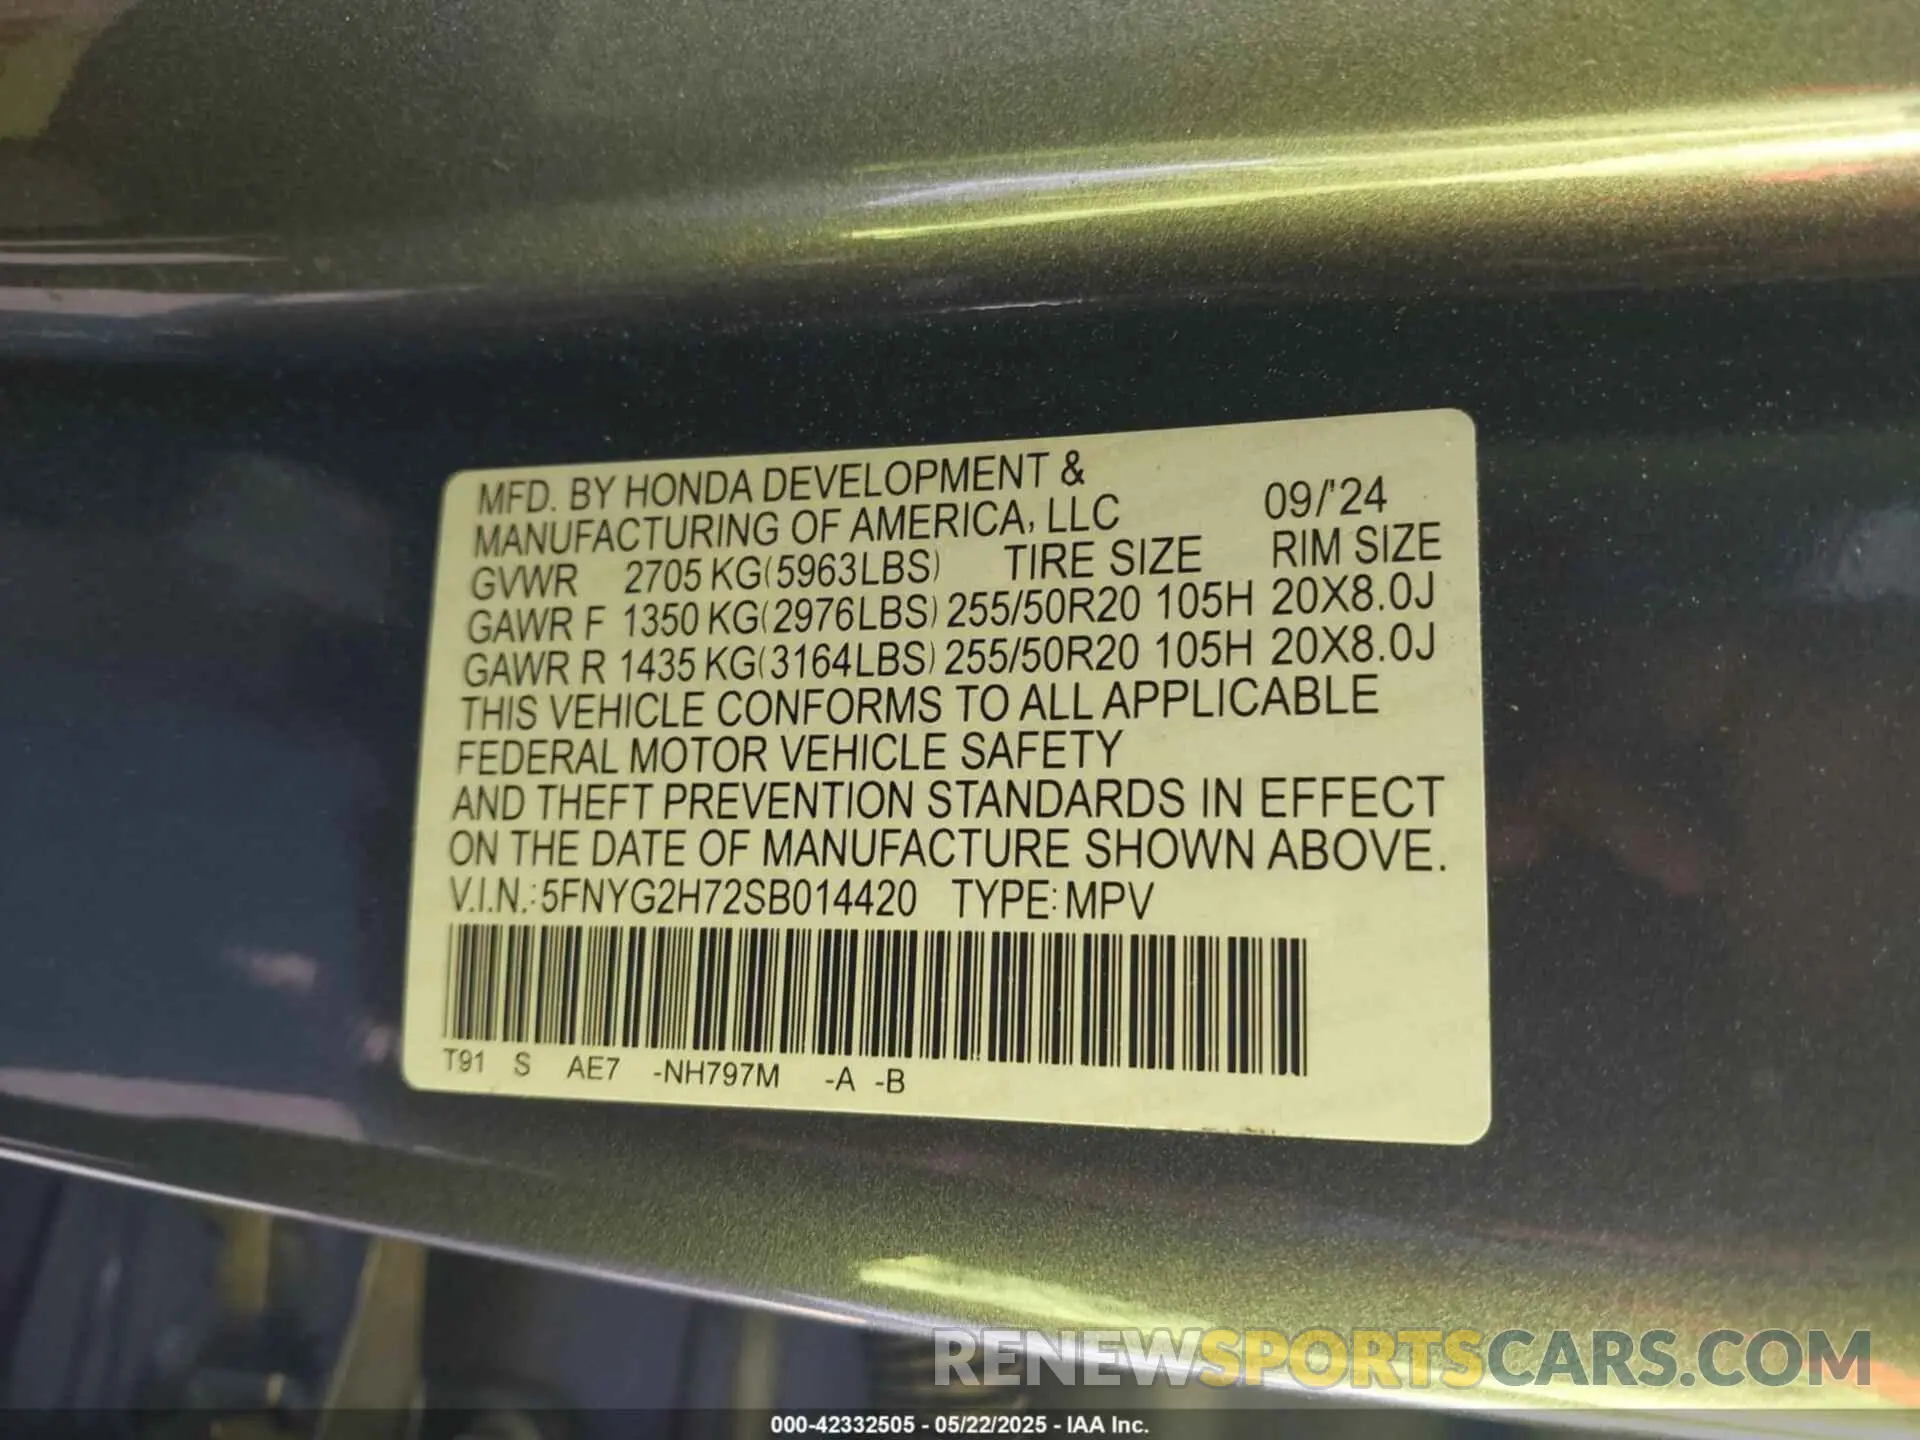 MFD. BY HONDA DEVELOPMENT &
MANUFACTURING OF AMERICA, LLC 09/'24
GVWR 2705 KG(5963LBS) TIRE SIZE RIM SIZE
GAWR F 1350 KG(2976LBS) 255/50R20 105H 20X8.0J
GAWR R 1435 KG(3164LBS) 255/50R20 105H 20X8.0J
THIS VEHICLE CONFORMS TO ALL APPLICABLE
FEDERAL MOTOR VEHICLE SAFETY
AND THEFT PREVENTION STANDARDS IN EFFECT
ON THE DATE OF MANUFACTURE SHOWN ABOVE.
V.I.N.:5FNYG2H72SB014420 TYPE:MPV
T91 S AE7 -NH797M -A -B
RENEWSPORTSCARS.COM
000-42332505 - 05/22/2025 - IAA Inc.